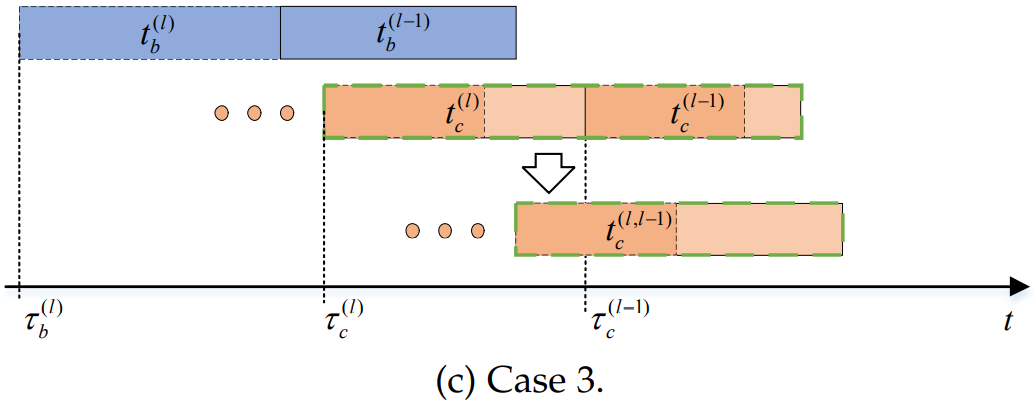 t_b^{(l)} t_b^{(l-1)}
t_c^{(l)} t_c^{(l-1)}
t_c^{(l,l-1)}
τ_b^{(l)} τ_c^{(l)} τ_c^{(l-1)} t
(c) Case 3.